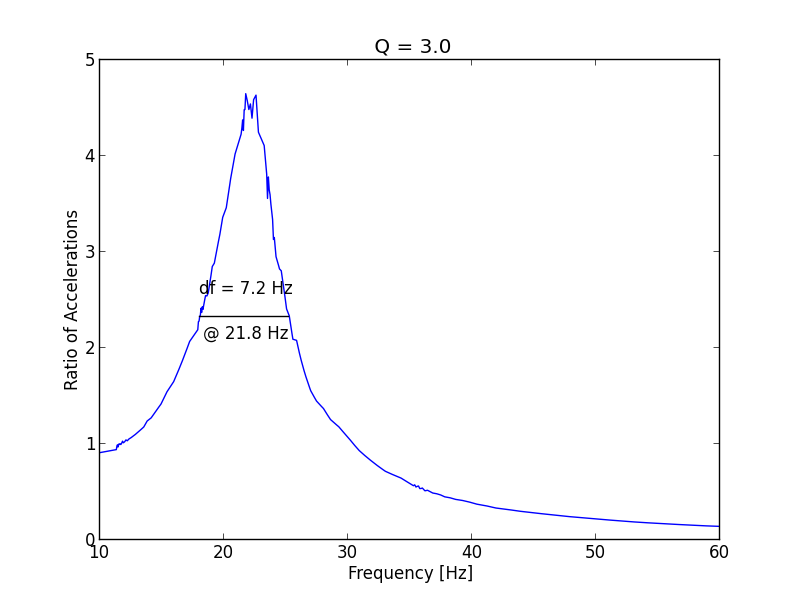 Q = 3.0
5
4
3
2
1
0
Ratio of Accelerations
df = 7.2 Hz
@ 21.8 Hz
10 20 30 40 50 60
Frequency [Hz]